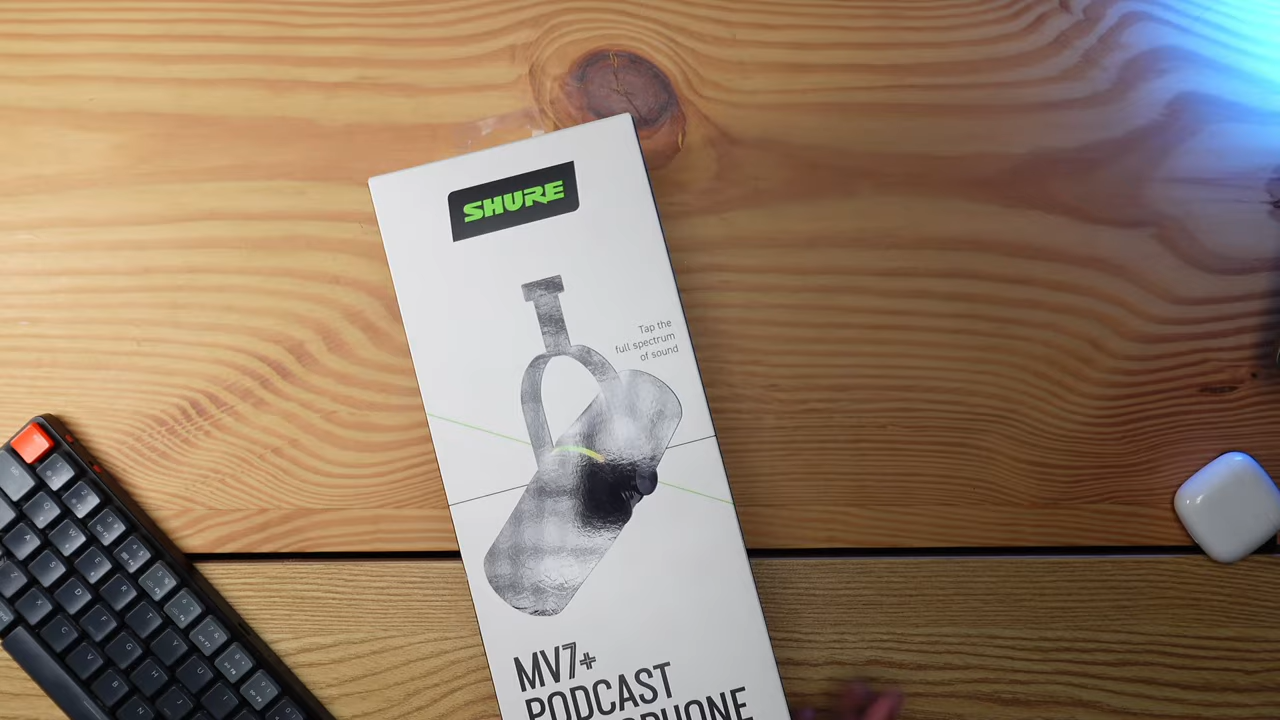 SHURE
Tap the
full spectrum
of sound
MV7+
PODCAST
Q
W
E
R
T
A
S
D
F
G
H
Z
X
C
V
B
N